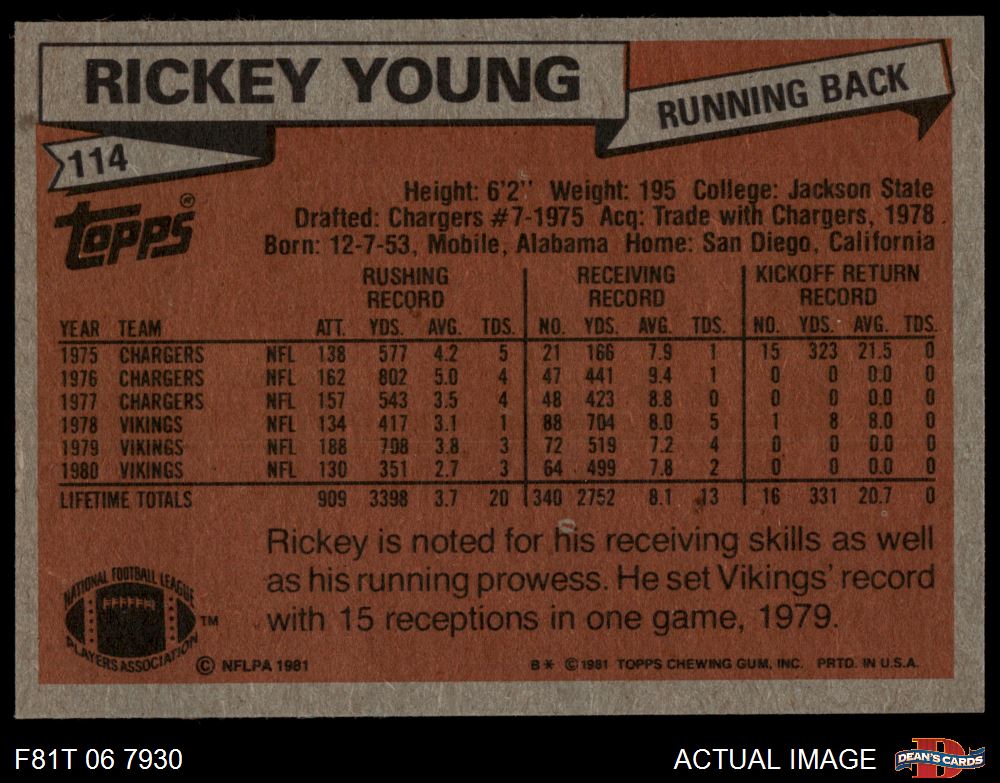 RICKEY YOUNG
RUNNING BACK
114
Topps®
Height: 6'2'' Weight: 195 College: Jackson State
Drafted: Chargers #7-1975 Acq: Trade with Chargers, 1978
Born: 12-7-53, Mobile, Alabama Home: San Diego, California
RUSHING RECORD RECEIVING RECORD KICKOFF RETURN RECORD
YEAR TEAM ATT. YDS. AVG. TDS. NO. YDS. AVG. TDS. NO. YDS. AVG. TDS.
1975 CHARGERS NFL 138 577 4.2 5 21 166 7.9 1 15 323 21.5 0
1976 CHARGERS NFL 162 802 5.0 4 47 441 9.4 1 0 0 0.0 0
1977 CHARGERS NFL 157 543 3.5 4 48 423 8.8 0 0 0 0.0 0
1978 VIKINGS NFL 134 417 3.1 1 88 704 8.0 5 1 8 8.0 0
1979 VIKINGS NFL 188 708 3.8 3 72 519 7.2 4 0 0 0.0 0
1980 VIKINGS NFL 130 351 2.7 3 64 499 7.8 2 0 0 0.0 0
LIFETIME TOTALS 909 3398 3.7 20 340 2752 8.1 13 16 331 20.7 0
Rickey is noted for his receiving skills as well
as his running prowess. He set Vikings' record
with 15 receptions in one game, 1979.
NATIONAL FOOTBALL LEAGUE
PLAYERS ASSOCIATION
TM
© NFLPA 1981
B* © 1981 TOPPS CHEWING GUM, INC. PRTD. IN U.S.A.
F81T 06 7930
ACTUAL IMAGE
DEAN'S CARDS